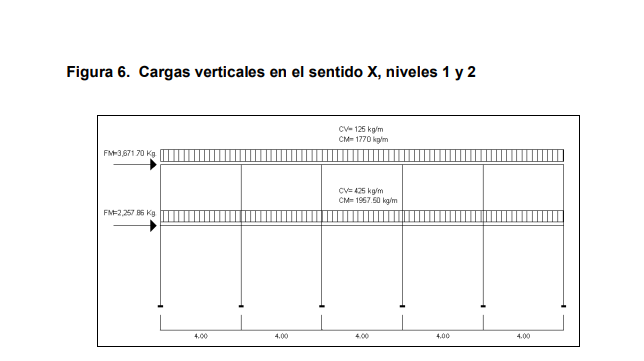 Figura 6. Cargas verticales en el sentido X, niveles 1 y 2
CV= 125 kg/m
CM= 1770 kg/m
FM=3,671.70 Kg.
CV= 425 kg/m
CM= 1957.50 kg/m
FM=2,257.86 Kg.
4.00 4.00 4.00 4.00 4.00